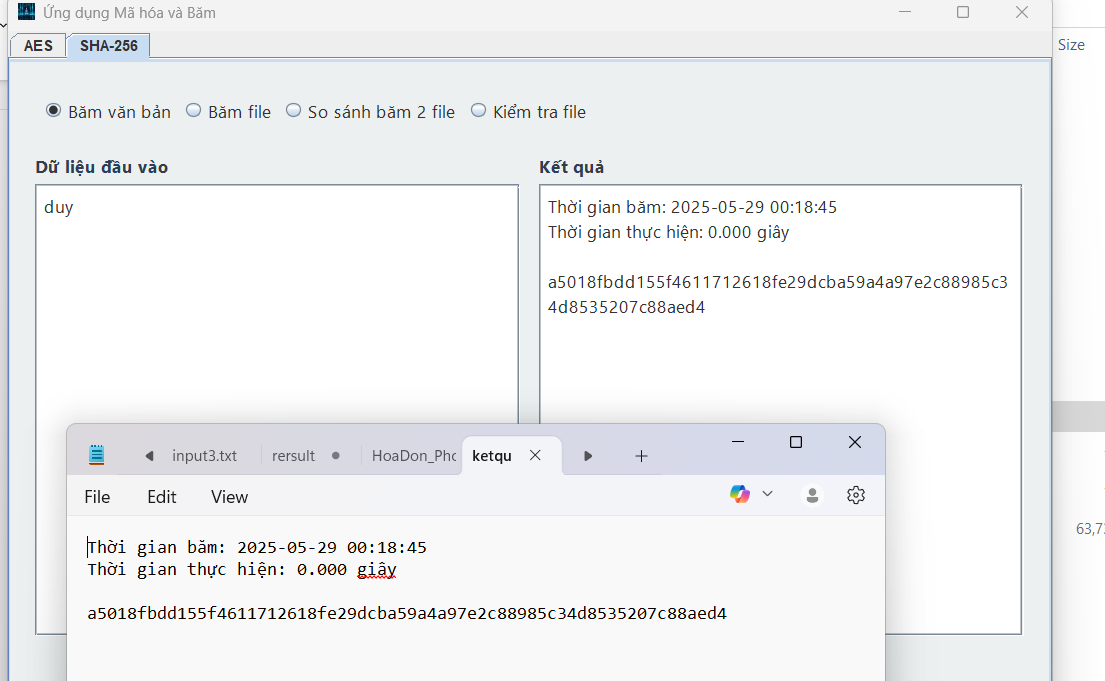 Ứng dụng Mã hóa và Băm
AES SHA-256
Size
Băm văn bản Băm file So sánh băm 2 file Kiểm tra file
Dữ liệu đầu vào
duy
Kết quả
Thời gian băm: 2025-05-29 00:18:45
Thời gian thực hiện: 0.000 giây
a5018fbdd155f4611712618fe29dcba59a4a97e2c88985c3
4d8535207c88aed4
input3.txt rersult HoaDon_Pho ketqu
File Edit View
Thời gian băm: 2025-05-29 00:18:45
Thời gian thực hiện: 0.000 giây
a5018fbdd155f4611712618fe29dcba59a4a97e2c88985c34d8535207c88aed4